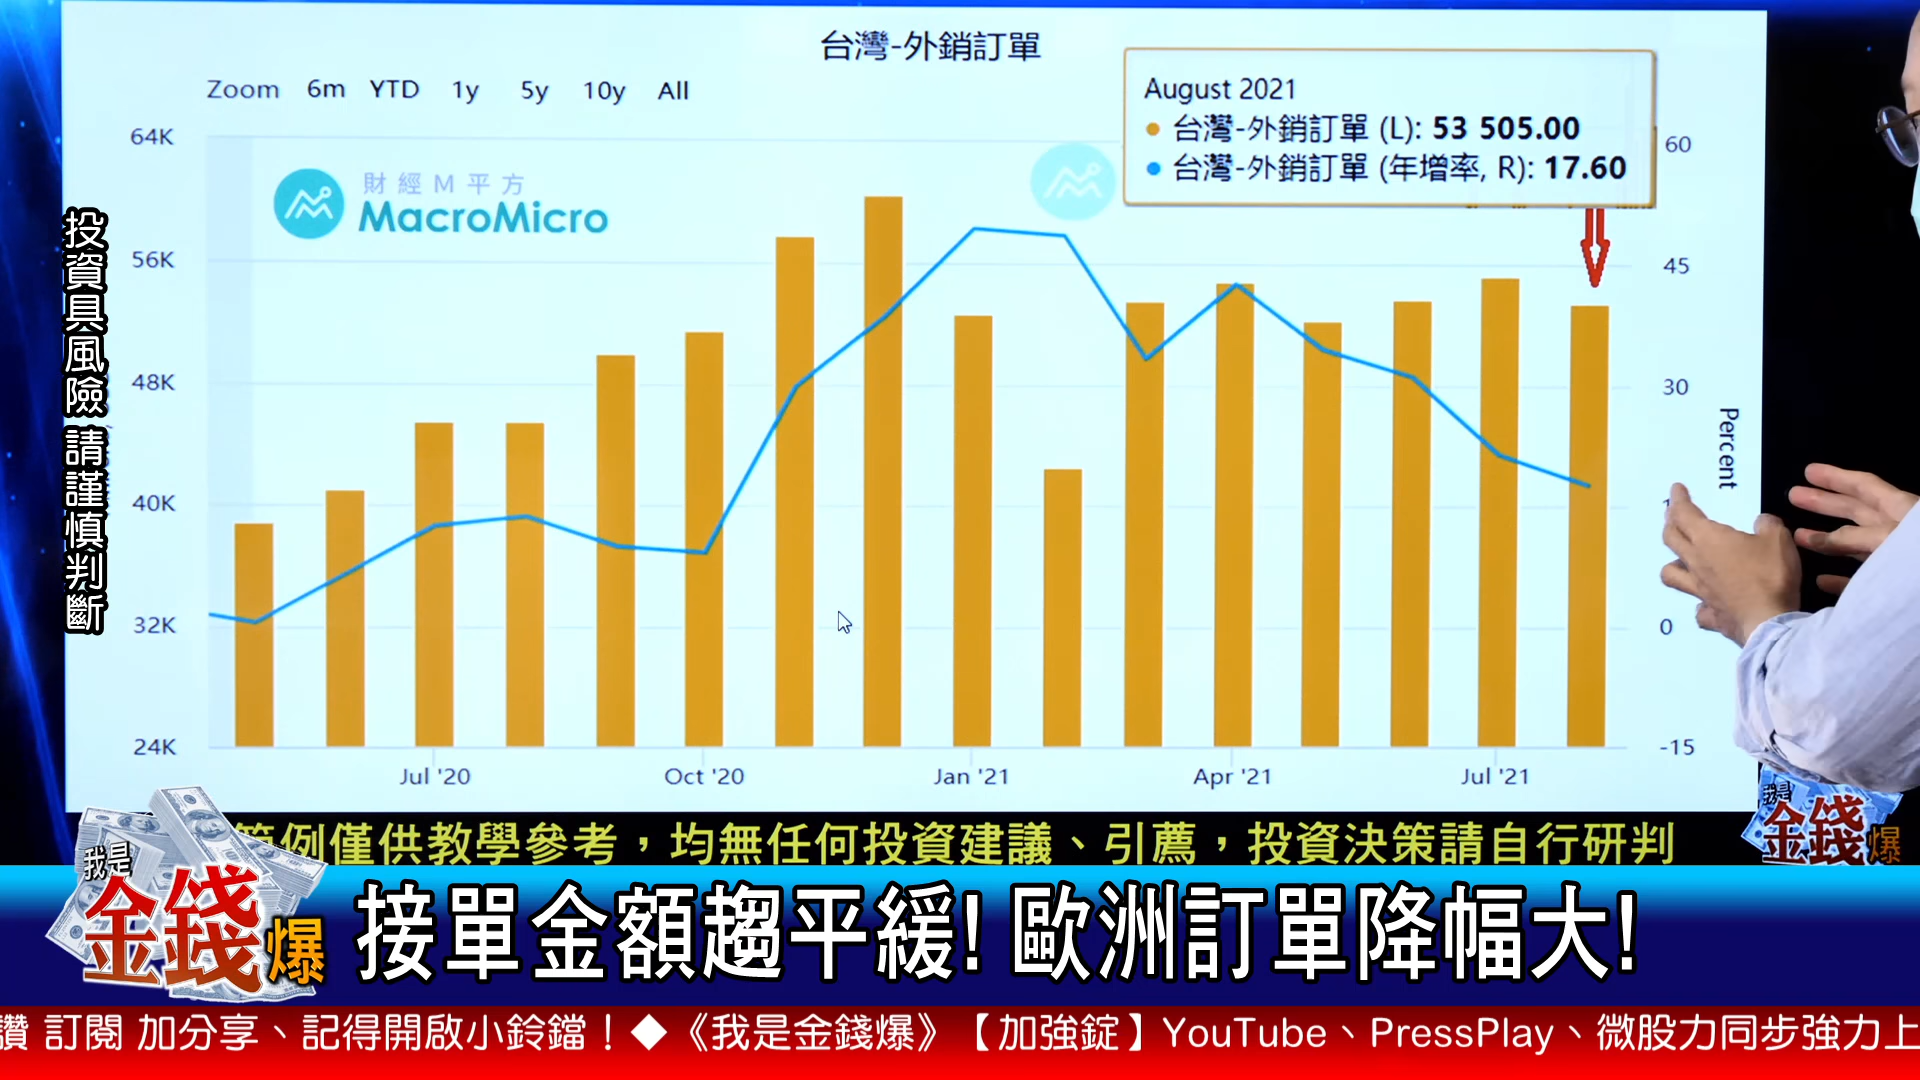 台灣-外銷訂單
Zoom 6m YTD 1y 5y 10y All
August 2021
台灣-外銷訂單 (L): 53 505.00
台灣-外銷訂單 (年增率, R): 17.60
64K
56K
48K
40K
32K
24K
財經M平方
MacroMicro
60
45
30
0
-15
Percent
Jul '20 Oct '20 Jan '21 Apr '21 Jul '21
投資具風險 請謹慎判斷
範例僅供教學參考，均無任何投資建議、引薦，投資決策請自行研判
我是
金錢爆
我是
金錢爆
接單金額趨平緩! 歐洲訂單降幅大!
讚 訂閱 加分享、記得開啟小鈴鐺！◆《我是金錢爆》【加強錠】YouTube、PressPlay、微股力同步強力上